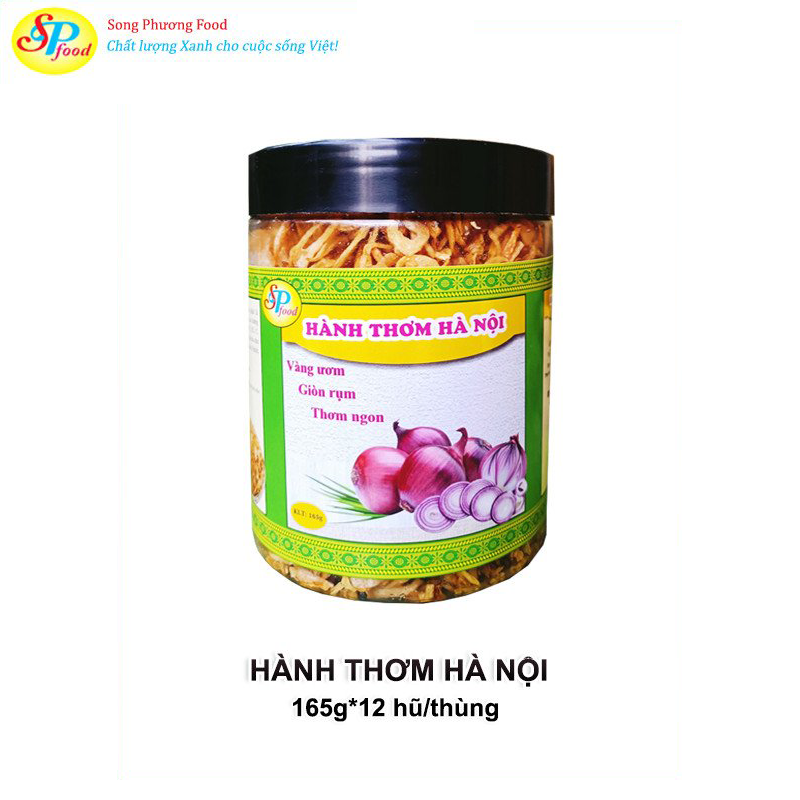 SP food
Song Phương Food
Chất lượng Xanh cho cuộc sống Việt!
SP food
HÀNH THƠM HÀ NỘI
Vàng ươm
Giòn rụm
Thơm ngon
KLT: 165g
HÀNH THƠM HÀ NỘI
165g*12 hũ/thùng